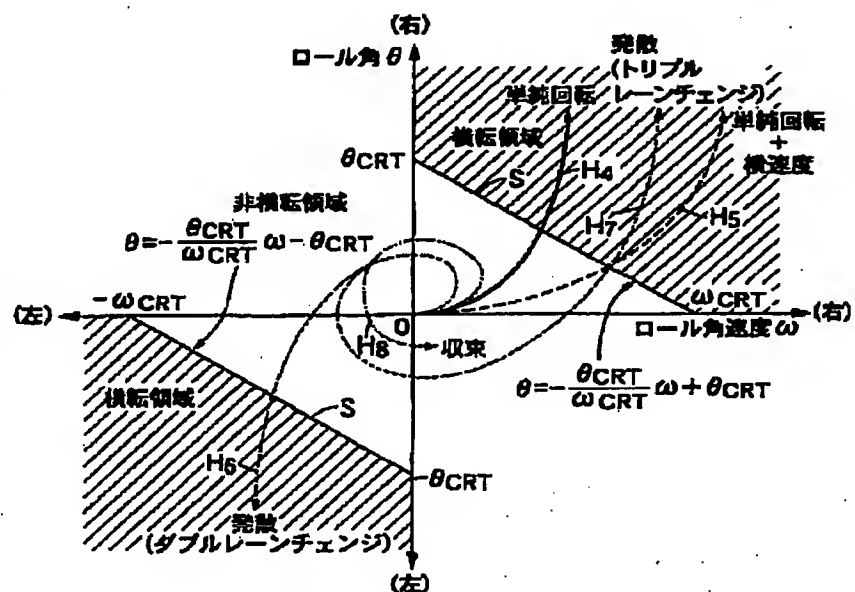 (右)
ロール角 θ
発散
(トリプル
レーンチェンジ)
単純回転
単純回転
+
横速度
横転領域
θCRT
S
H4
H7
H5
非横転領域
θ=-θCRT/ωCRT ω-θCRT
-ωCRT
(左)
O
ωCRT
(右)
ロール角速度 ω
H8
収束
θ=-θCRT/ωCRT ω+θCRT
横転領域
S
H6
-θCRT
発散
(ダブルレーンチェンジ)
(左)